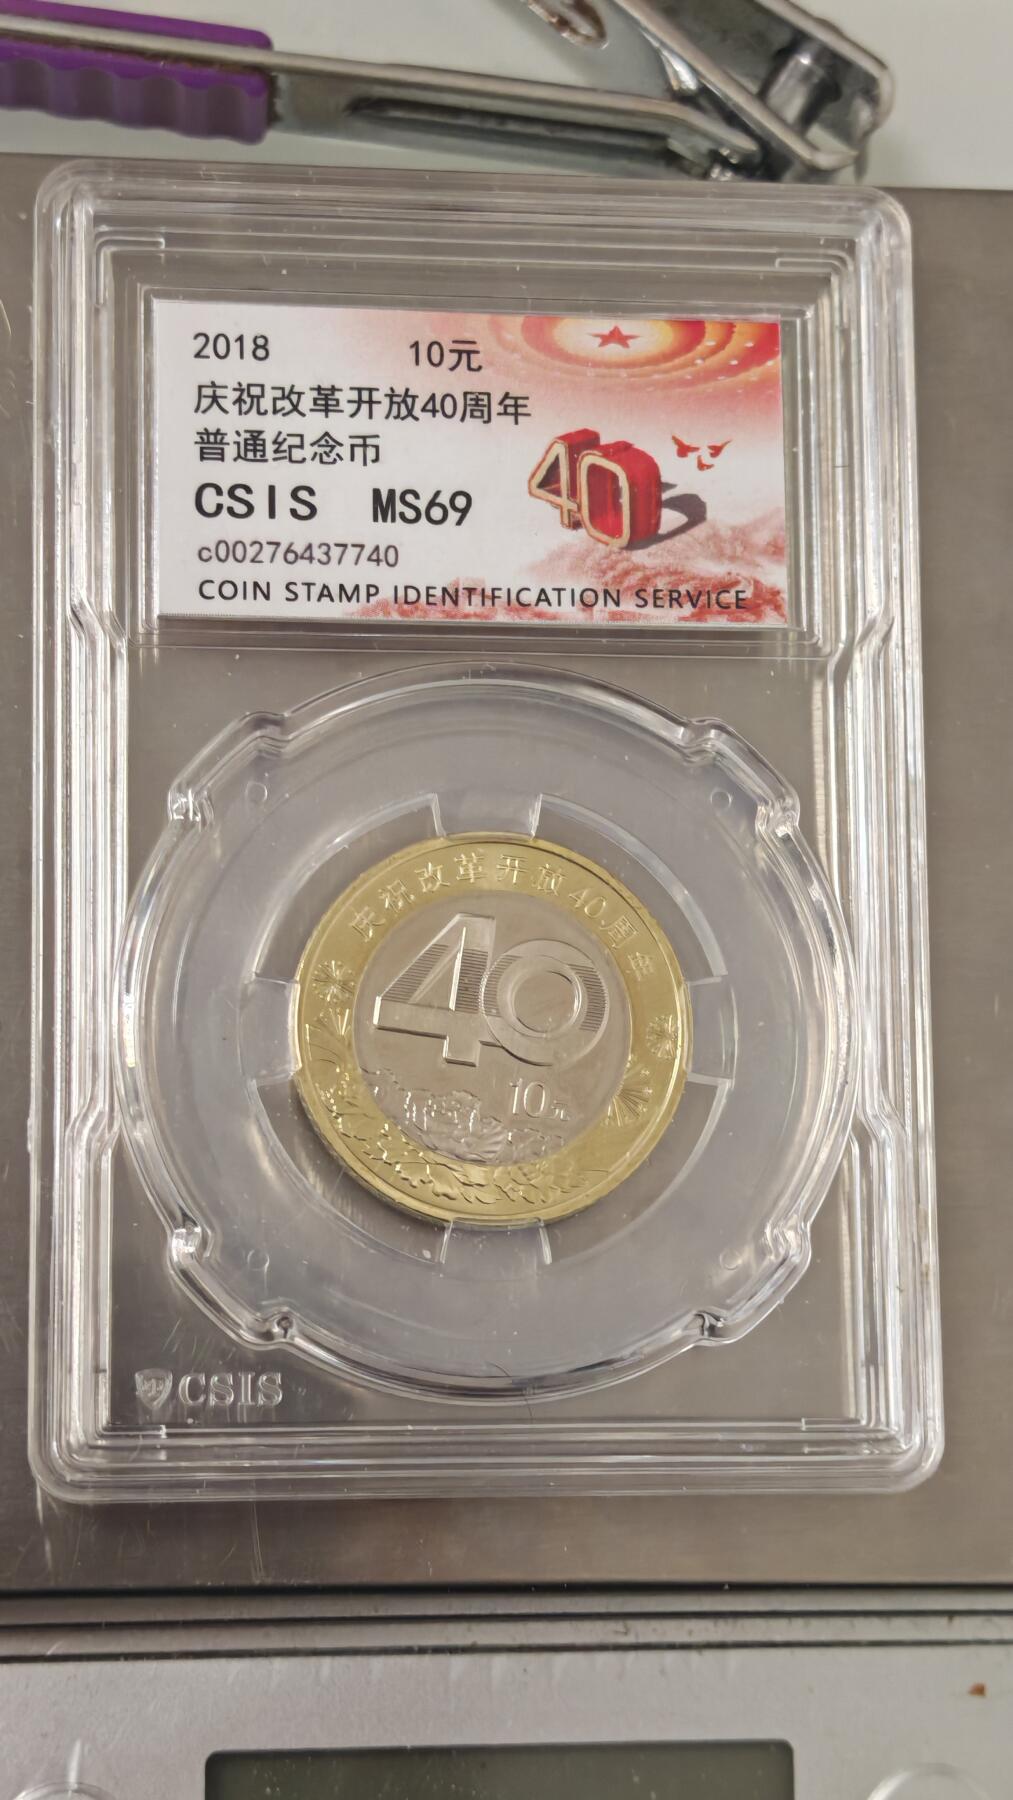 2018 10元
庆祝改革开放40周年
普通纪念币
CSIS MS69
c00276437740
COIN STAMP IDENTIFICATION SERVICE
40
庆祝改革开放40周年
40
10元
CSIS